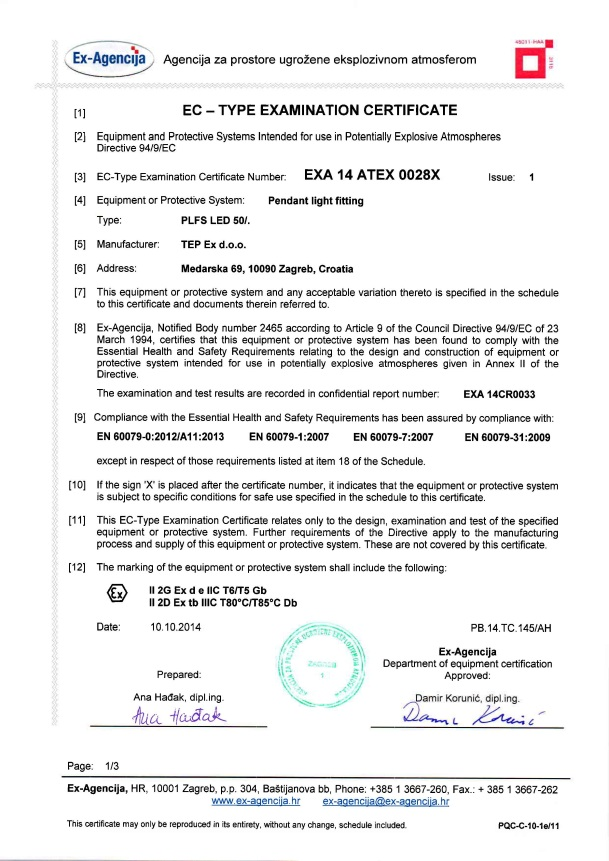 Ex-Agencija
Agencija za prostore ugrožene eksplozivnom atmosferom
[1] EC – TYPE EXAMINATION CERTIFICATE
[2] Equipment and Protective Systems Intended for use in Potentially Explosive Atmospheres
Directive 94/9/EC
[3] EC-Type Examination Certificate Number: EXA 14 ATEX 0028X Issue: 1
[4] Equipment or Protective System: Pendant light fitting
Type: PLFS LED 50/.
[5] Manufacturer: TEP Ex d.o.o.
[6] Address: Medarska 69, 10090 Zagreb, Croatia
[7] This equipment or protective system and any acceptable variation thereto is specified in the schedule
to this certificate and documents therein referred to.
[8] Ex-Agencija, Notified Body number 2465 according to Article 9 of the Council Directive 94/9/EC of 23
March 1994, certifies that this equipment or protective system has been found to comply with the
Essential Health and Safety Requirements relating to the design and construction of equipment or
protective system intended for use in potentially explosive atmospheres given in Annex II of the
Directive.
The examination and test results are recorded in confidential report number: EXA 14CR0033
[9] Compliance with the Essential Health and Safety Requirements has been assured by compliance with:
EN 60079-0:2012/A11:2013 EN 60079-1:2007 EN 60079-7:2007 EN 60079-31:2009
except in respect of those requirements listed at item 18 of the Schedule.
[10] If the sign 'X' is placed after the certificate number, it indicates that the equipment or protective system
is subject to specific conditions for safe use specified in the schedule to this certificate.
[11] This EC-Type Examination Certificate relates only to the design, examination and test of the specified
equipment or protective system. Further requirements of the Directive apply to the manufacturing
process and supply of this equipment or protective system. These are not covered by this certificate.
[12] The marking of the equipment or protective system shall include the following:
Ex
II 2G Ex d e IIC T6/T5 Gb
II 2D Ex tb IIIC T80°C/T85°C Db
Date: 10.10.2014 PB.14.TC.145/AH
Ex-Agencija
Department of equipment certification
Prepared: Approved:
Ana Hađak, dipl.ing. Damir Korunić, dipl.ing.
Ana Hađak Damir Korunić
Page: 1/3
Ex-Agencija, HR, 10001 Zagreb, p.p. 304, Baštijanova bb, Phone: +385 1 3667-260, Fax.: + 385 1 3667-262
www.ex-agencija.hr ex-agencija@ex-agencija.hr
This certificate may only be reproduced in its entirety, without any change, schedule included. PQC-C-10-1e/11